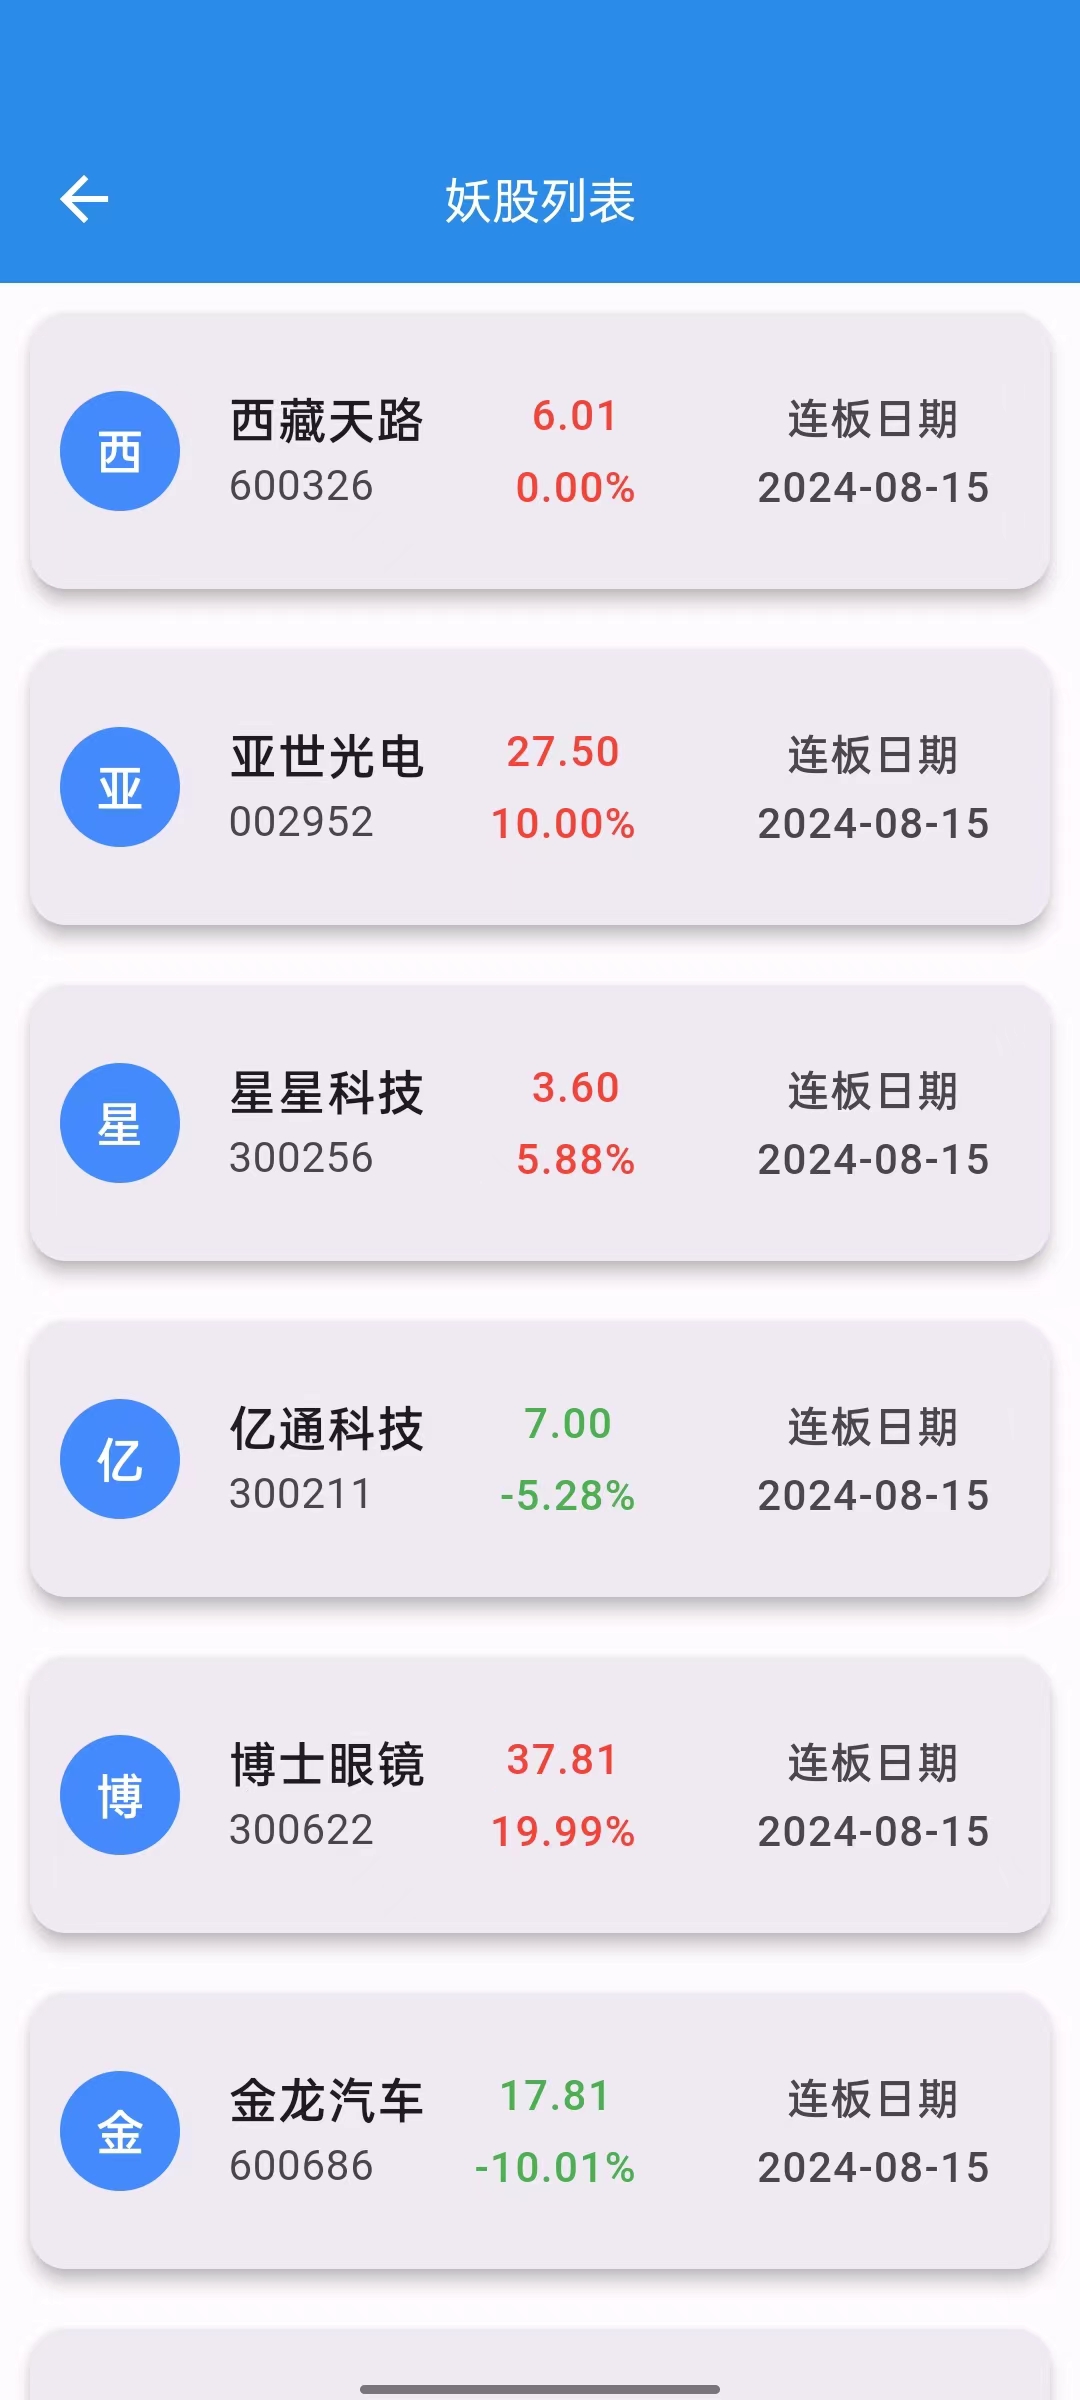 妖股列表
西
西藏天路
600326
6.01
0.00%
连板日期
2024-08-15
亚
亚世光电
002952
27.50
10.00%
连板日期
2024-08-15
星
星星科技
300256
3.60
5.88%
连板日期
2024-08-15
亿
亿通科技
300211
7.00
-5.28%
连板日期
2024-08-15
博
博士眼镜
300622
37.81
19.99%
连板日期
2024-08-15
金
金龙汽车
600686
17.81
-10.01%
连板日期
2024-08-15